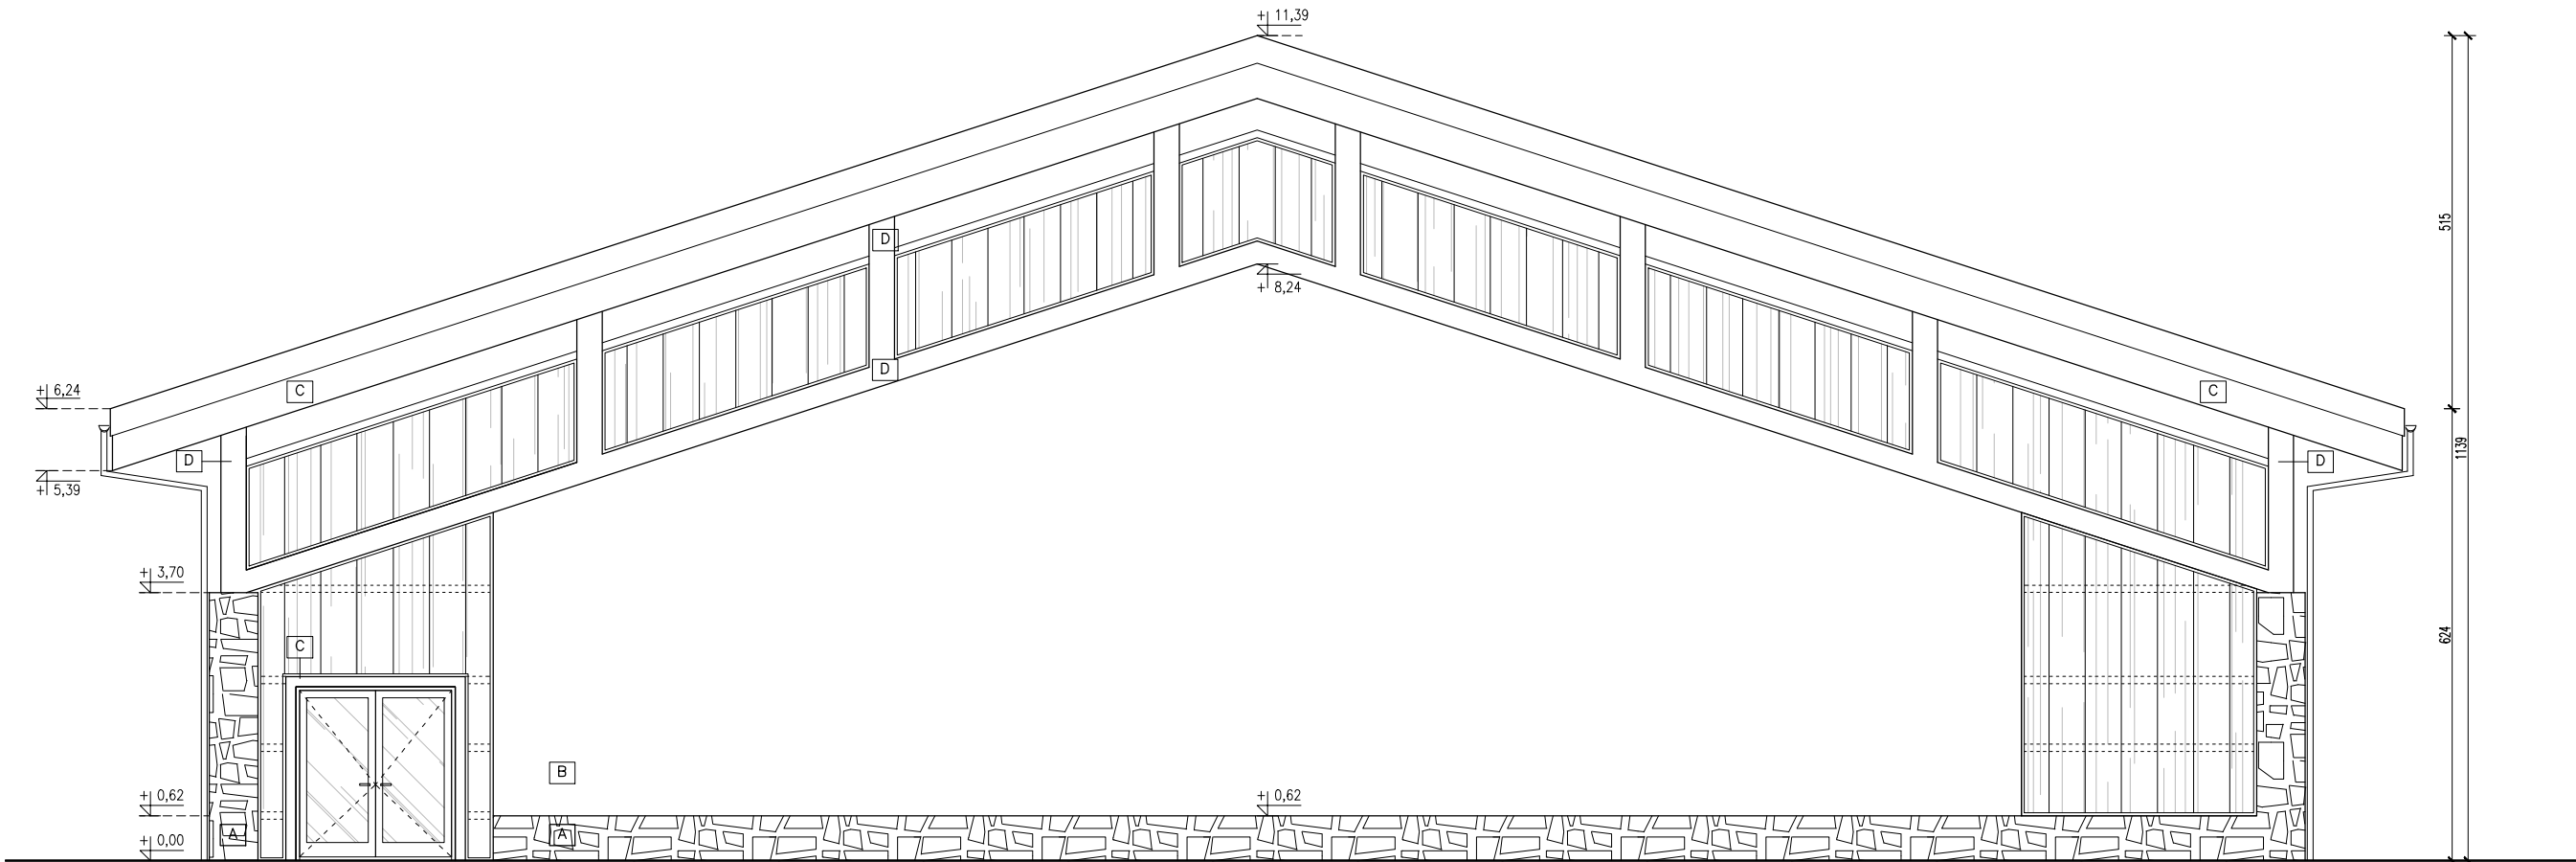 + 11,39
515
D
+ 8,24
D
+ 6,24
C
C
1139
D
D
+ 5,39
+ 3,70
624
C
B
+ 0,62
+ 0,62
A
A
+ 0,00